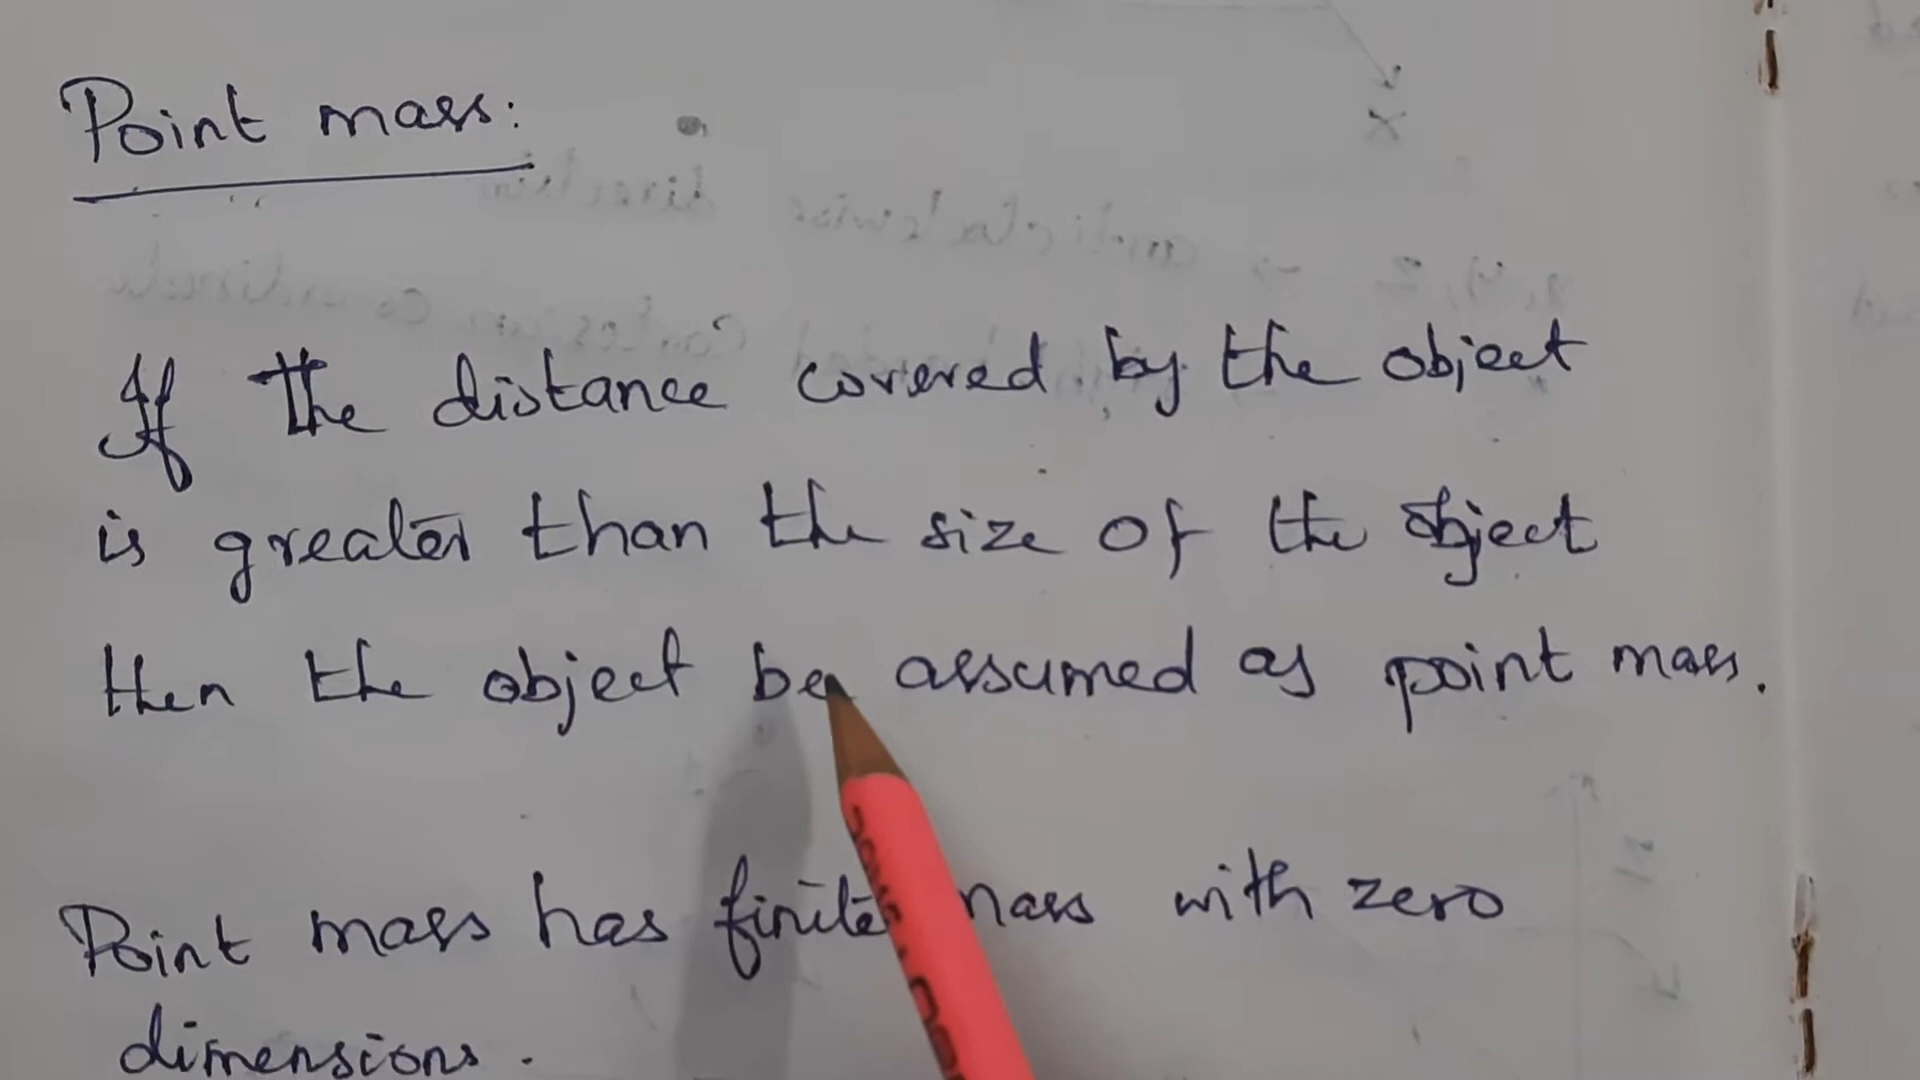 Point mass:
If the distance covered by the object
is greater than the size of the object
then the object be assumed as point mass.
Point mass has finite mass with zero
dimensions.